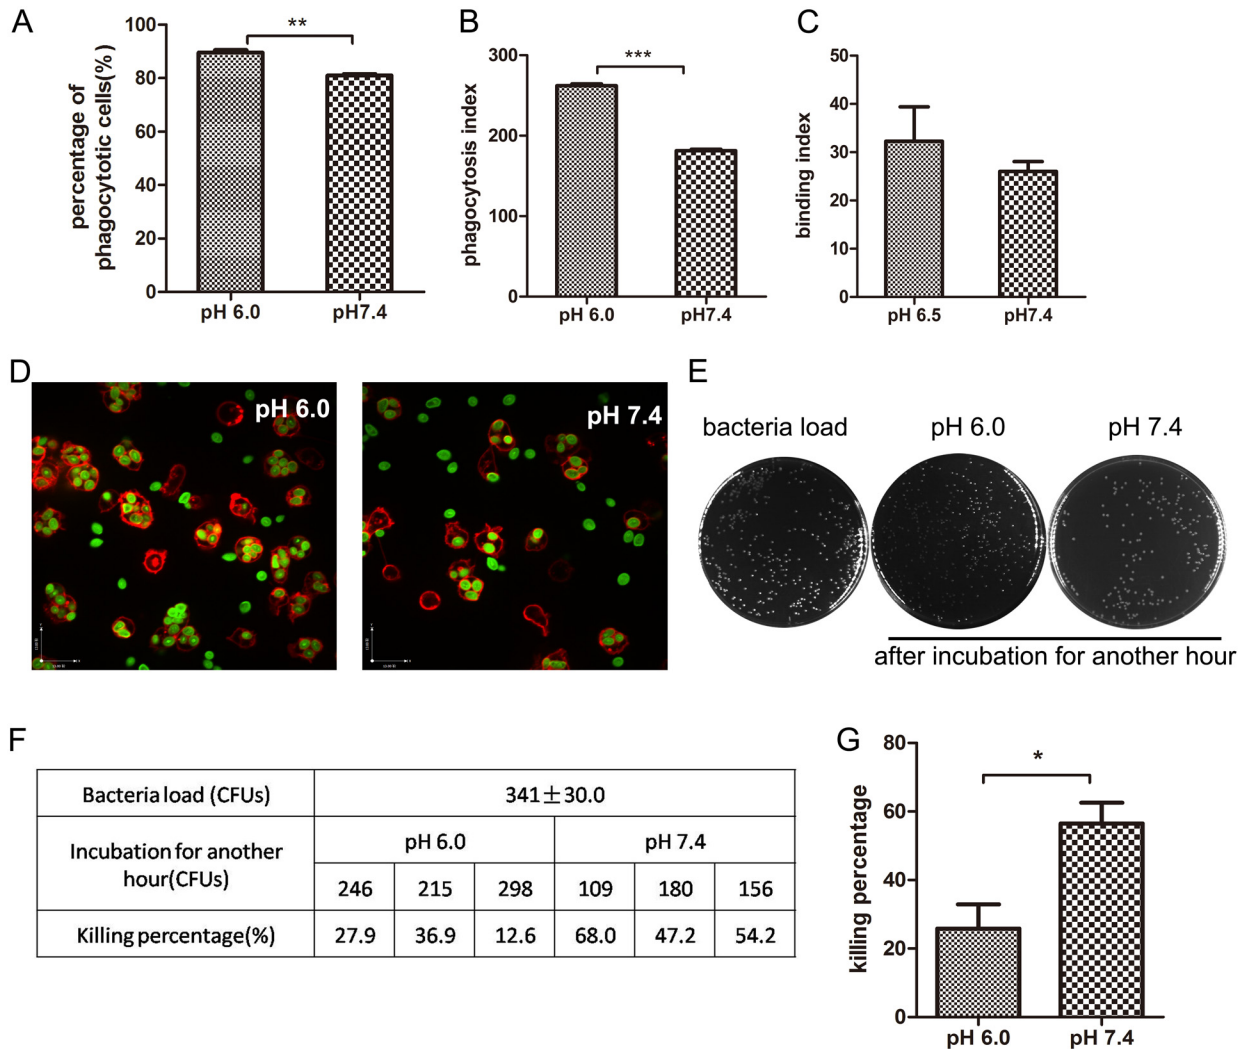 A
percentage of
phagocytotic cells(%)
100
80
60
40
20
0
**
pH 6.0
pH7.4
B
phagocytosis index
300
200
100
0
***
pH 6.0
pH7.4
C
binding index
50
40
30
20
10
0
pH 6.5
pH7.4
D
pH 6.0
pH 7.4
E
bacteria load
pH 6.0
pH 7.4
after incubation for another hour
F
Bacteria load (CFUs)
341±30.0
Incubation for another
hour(CFUs)
pH 6.0
pH 7.4
246
215
298
109
180
156
Killing percentage(%)
27.9
36.9
12.6
68.0
47.2
54.2
G
killing percentage
80
60
40
20
0
*
pH 6.0
pH 7.4